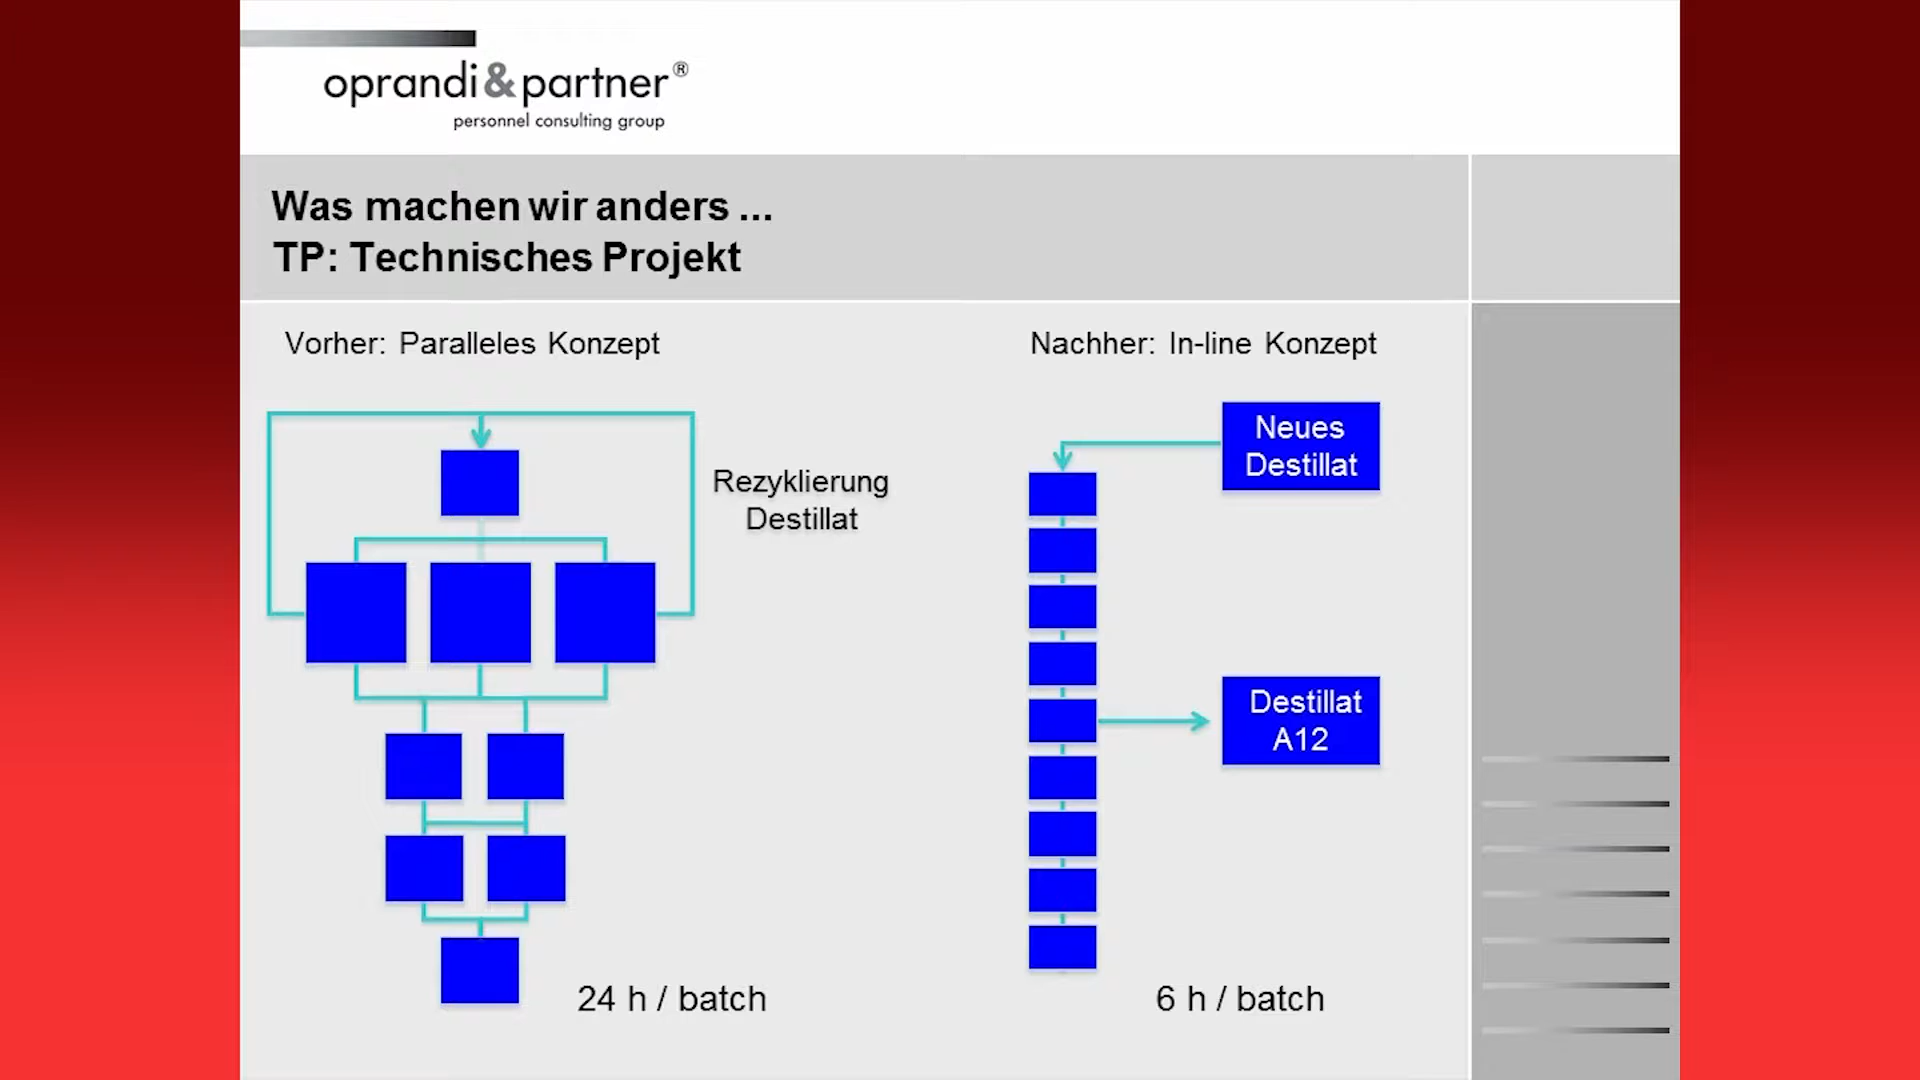 oprandi&partner®
personnel consulting group
Was machen wir anders ...
TP: Technisches Projekt
Vorher: Paralleles Konzept
Rezyklierung
Destillat
24 h / batch
Nachher: In-line Konzept
Neues
Destillat
Destillat
A12
6 h / batch